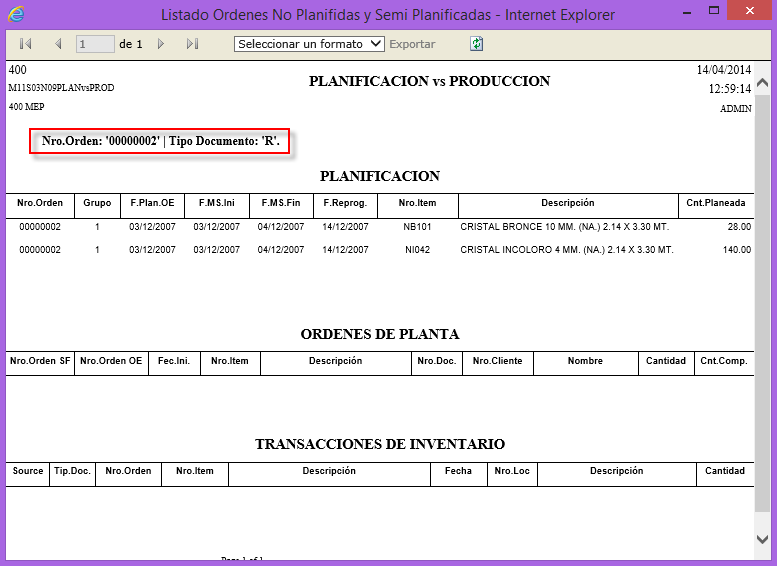 Listado Ordenes No Planifidas y Semi Planificadas - Internet Explorer
1 de 1 Seleccionar un formato Exportar
400 14/04/2014
M11S03N09PLANvsPROD PLANIFICACION vs PRODUCCION 12:59:14
400 MEP ADMIN
Nro.Orden: '00000002' | Tipo Documento: 'R'.
PLANIFICACION
Nro.Orden Grupo F.Plan.OE F.MS.Ini F.MS.Fin F.Reprog. Nro.Item Descripción Cnt.Planeada
00000002 1 03/12/2007 03/12/2007 04/12/2007 14/12/2007 NB101 CRISTAL BRONCE 10 MM. (NA.) 2.14 X 3.30 MT. 28.00
00000002 1 03/12/2007 03/12/2007 04/12/2007 14/12/2007 NI042 CRISTAL INCOLORO 4 MM. (NA.) 2.14 X 3.30 MT. 140.00
ORDENES DE PLANTA
Nro.Orden SF Nro.Orden OE Fec.Ini. Nro.Item Descripción Nro.Doc. Nro.Cliente Nombre Cantidad Cnt.Comp.
TRANSACCIONES DE INVENTARIO
Source Tip.Doc. Nro.Orden Nro.Item Descripción Fecha Nro.Loc Descripción Cantidad
Page 1 of 1